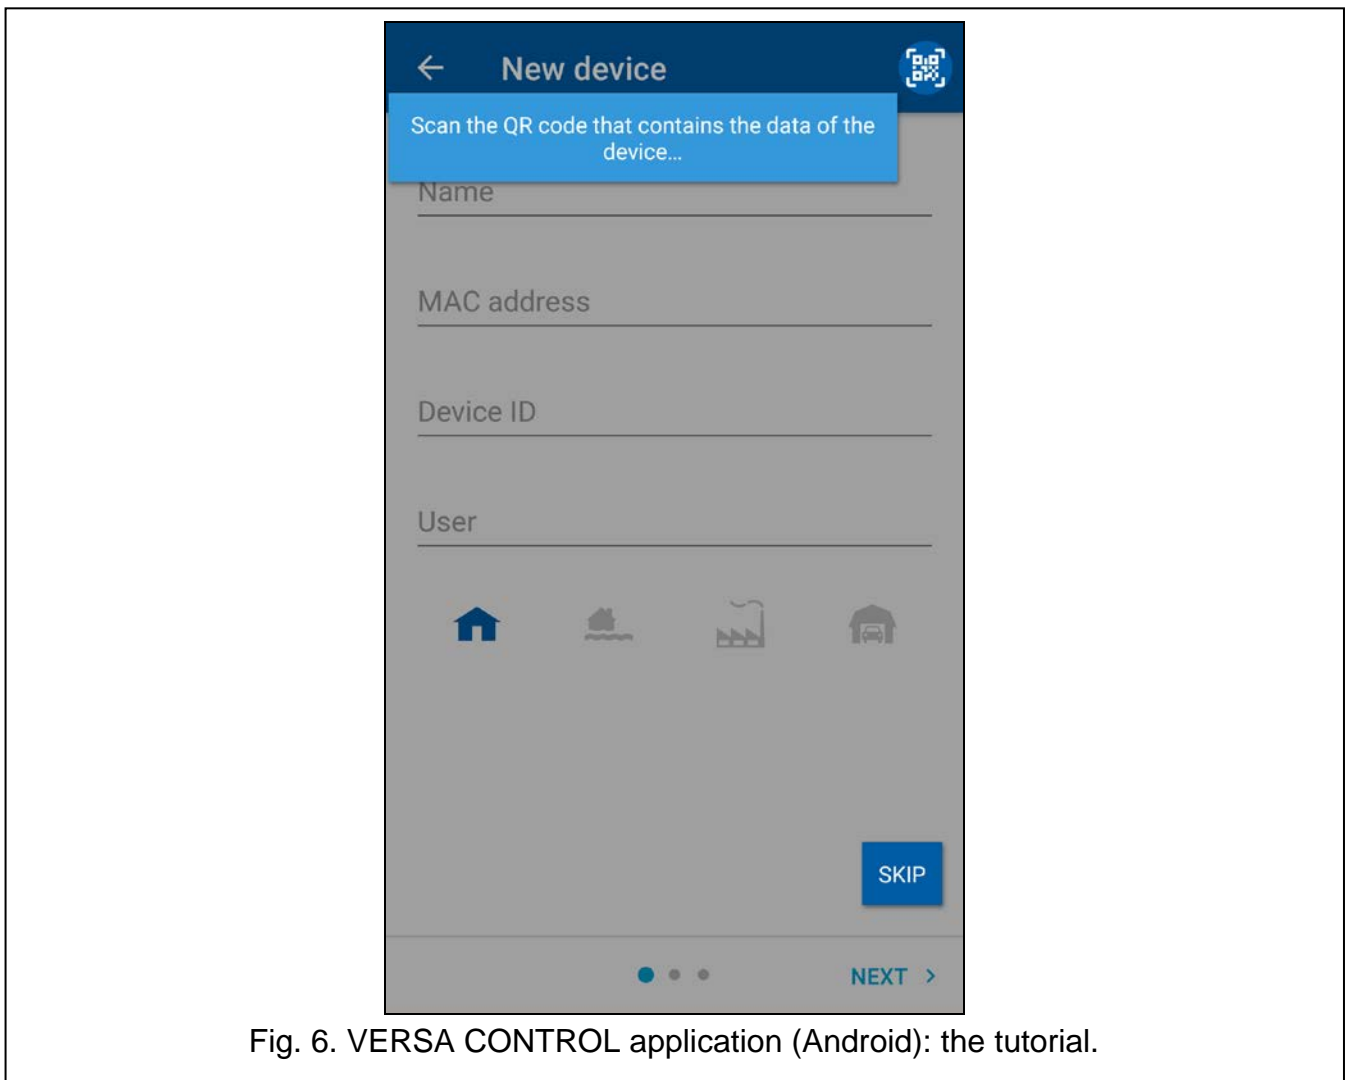 New device
Scan the QR code that contains the data of the
device...
Name
MAC address
Device ID
User
SKIP
NEXT >
Fig. 6. VERSA CONTROL application (Android): the tutorial.